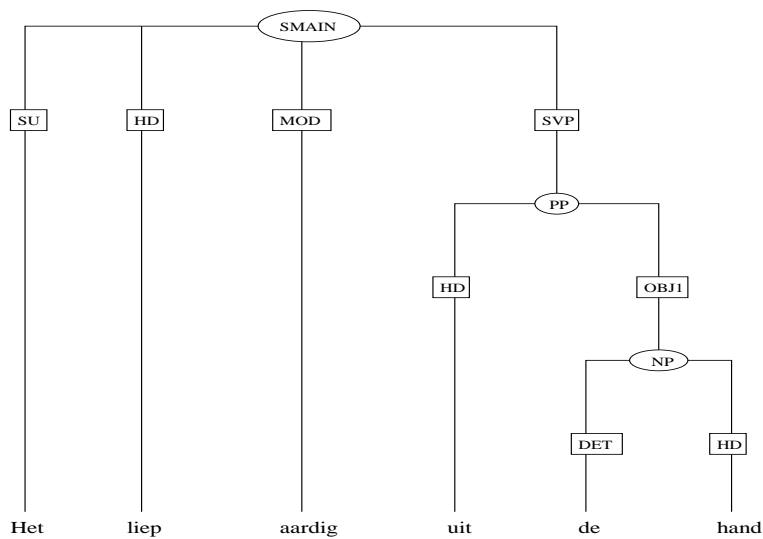 SMAIN
SU HD MOD SVP
PP
HD OBJ1
NP
DET HD
Het liep aardig uit de hand